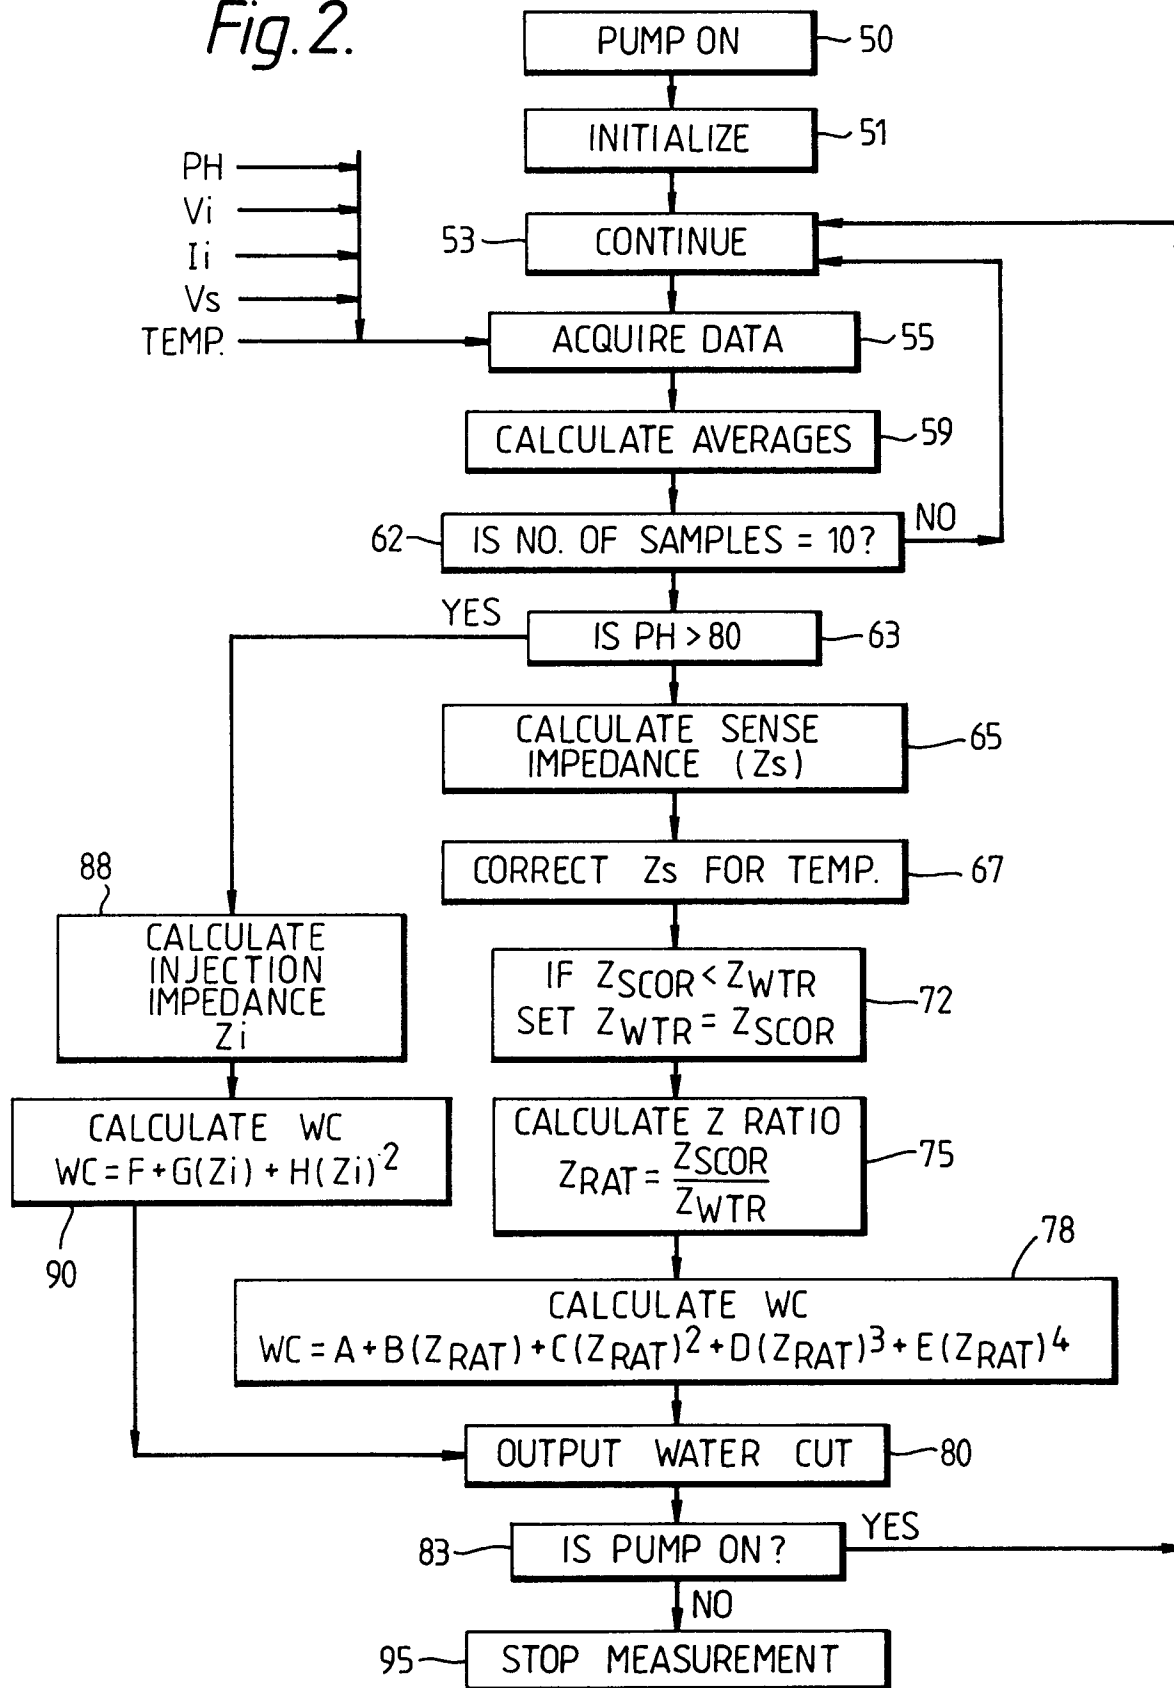 Fig. 2.
PUMP ON
50
INITIALIZE
51
PH
Vi
Ii
Vs
TEMP.
53
CONTINUE
ACQUIRE DATA
55
CALCULATE AVERAGES
59
62
IS NO. OF SAMPLES = 10?
NO
YES
IS PH > 80
63
CALCULATE SENSE
IMPEDANCE (Zs)
65
CORRECT Zs FOR TEMP.
67
88
CALCULATE
INJECTION
IMPEDANCE
Zi
IF ZSCOR < ZWTR
SET ZWTR = ZSCOR
72
CALCULATE WC
WC = F + G(Zi) + H(Zi)²
90
CALCULATE Z RATIO
ZRAT = ZSCOR
ZWTR
75
78
CALCULATE WC
WC = A + B(ZRAT) + C(ZRAT)² + D(ZRAT)³ + E(ZRAT)⁴
OUTPUT WATER CUT
80
83
IS PUMP ON?
YES
NO
95
STOP MEASUREMENT